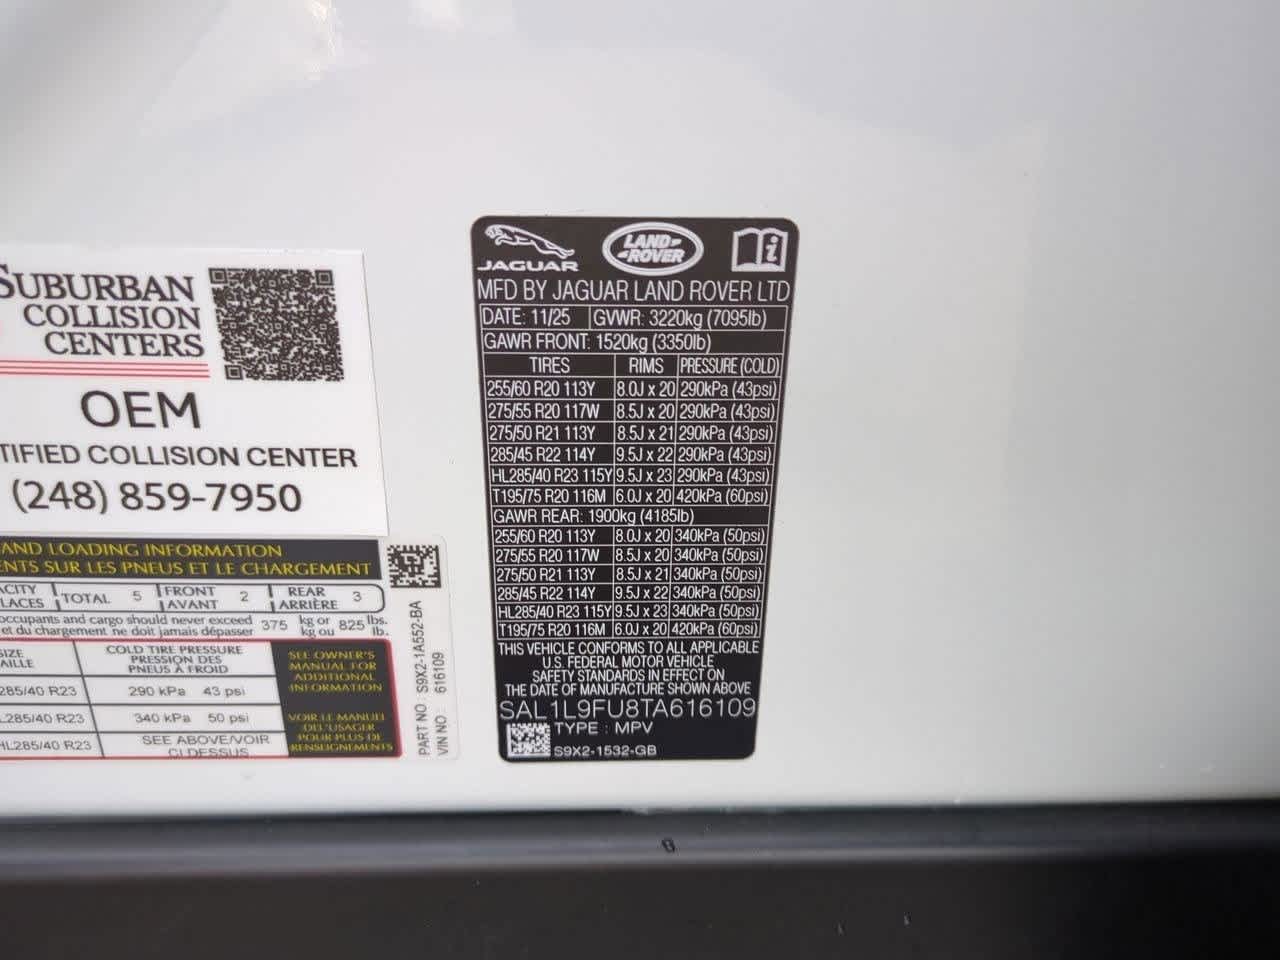 SUBURBAN
COLLISION
CENTERS
OEM
TIFIED COLLISION CENTER
(248) 859-7950
AND LOADING INFORMATION
ENTS SUR LES PNEUS ET LE CHARGEMENT
ACITY TOTAL 5 FRONT 2 REAR 3
LACES AVANT ARRIÈRE
occupants and cargo should never exceed 375 kg or 825 lbs.
et du chargement ne doit jamais dépasser kg ou lb.
SIZE COLD TIRE PRESSURE
AILLE PRESSION DES
PNEUS À FROID
285/40 R23 290 kPa 43 psi
L285/40 R23 340 kPa 50 psi
HL285/40 R23 SEE ABOVE/VOIR
CI DESSUS
SEE OWNER'S
MANUAL FOR
ADDITIONAL
INFORMATION
VOIR LE MANUEL
DE L'USAGER
POUR PLUS DE
RENSEIGNEMENTS
PART NO : S9X2-1A552-BA
VIN NO : 616109
JAGUAR
LAND-
-ROVER
i
MFD BY JAGUAR LAND ROVER LTD
DATE: 11/25 GVWR: 3220kg (7095lb)
GAWR FRONT: 1520kg (3350lb)
TIRES RIMS PRESSURE (COLD)
255/60 R20 113Y 8.0J x 20 290kPa (43psi)
275/55 R20 117W 8.5J x 20 290kPa (43psi)
275/50 R21 113Y 8.5J x 21 290kPa (43psi)
285/45 R22 114Y 9.5J x 22 290kPa (43psi)
HL285/40 R23 115Y 9.5J x 23 290kPa (43psi)
T195/75 R20 116M 6.0J x 20 420kPa (60psi)
GAWR REAR: 1900kg (4185lb)
255/60 R20 113Y 8.0J x 20 340kPa (50psi)
275/55 R20 117W 8.5J x 20 340kPa (50psi)
275/50 R21 113Y 8.5J x 21 340kPa (50psi)
285/45 R22 114Y 9.5J x 22 340kPa (50psi)
HL285/40 R23 115Y 9.5J x 23 340kPa (50psi)
T195/75 R20 116M 6.0J x 20 420kPa (60psi)
THIS VEHICLE CONFORMS TO ALL APPLICABLE
U.S. FEDERAL MOTOR VEHICLE
SAFETY STANDARDS IN EFFECT ON
THE DATE OF MANUFACTURE SHOWN ABOVE
SAL1L9FU8TA616109
TYPE : MPV
S9X2-1532-GB